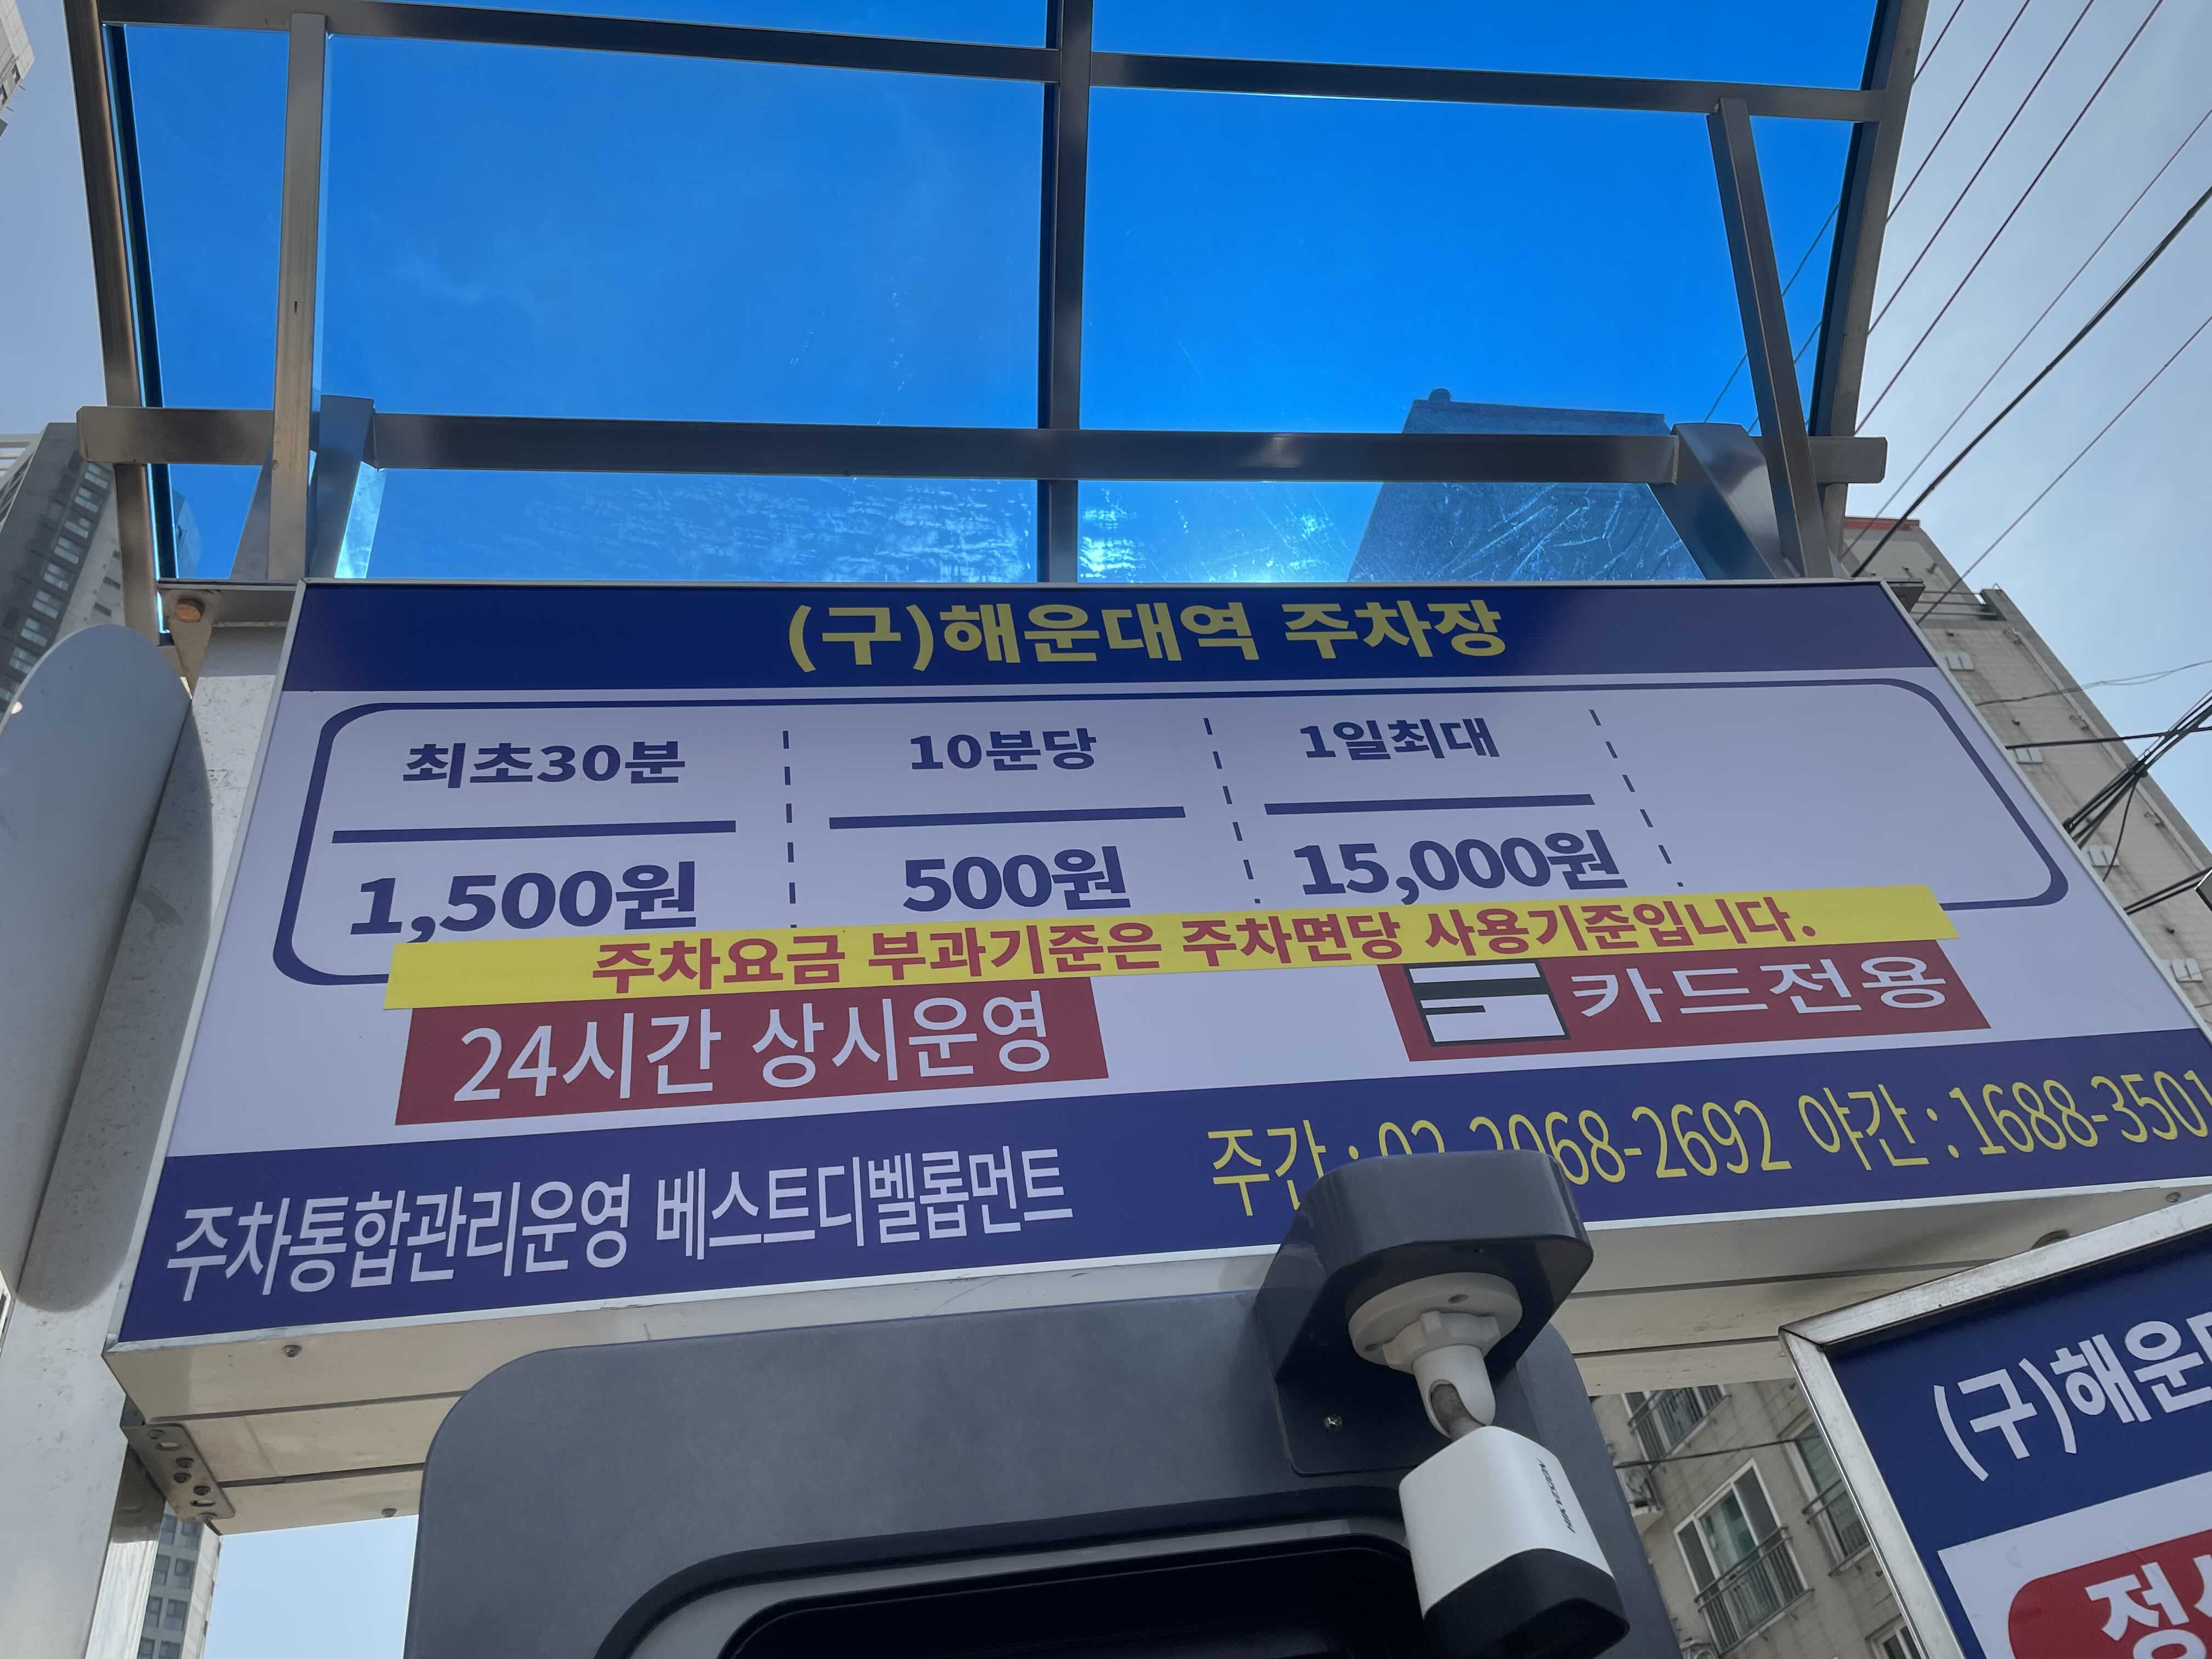 (구)해운대역 주차장
최초30분
10분당
1일최대
1,500원
500원
15,000원
주차요금 부과기준은 주차면당 사용기준입니다.
24시간 상시운영
카드전용
주차통합관리운영 베스트디벨롭먼트
주간 : 02-2068-2692 야간 : 1688-3501
HIKVISION
(구)해운